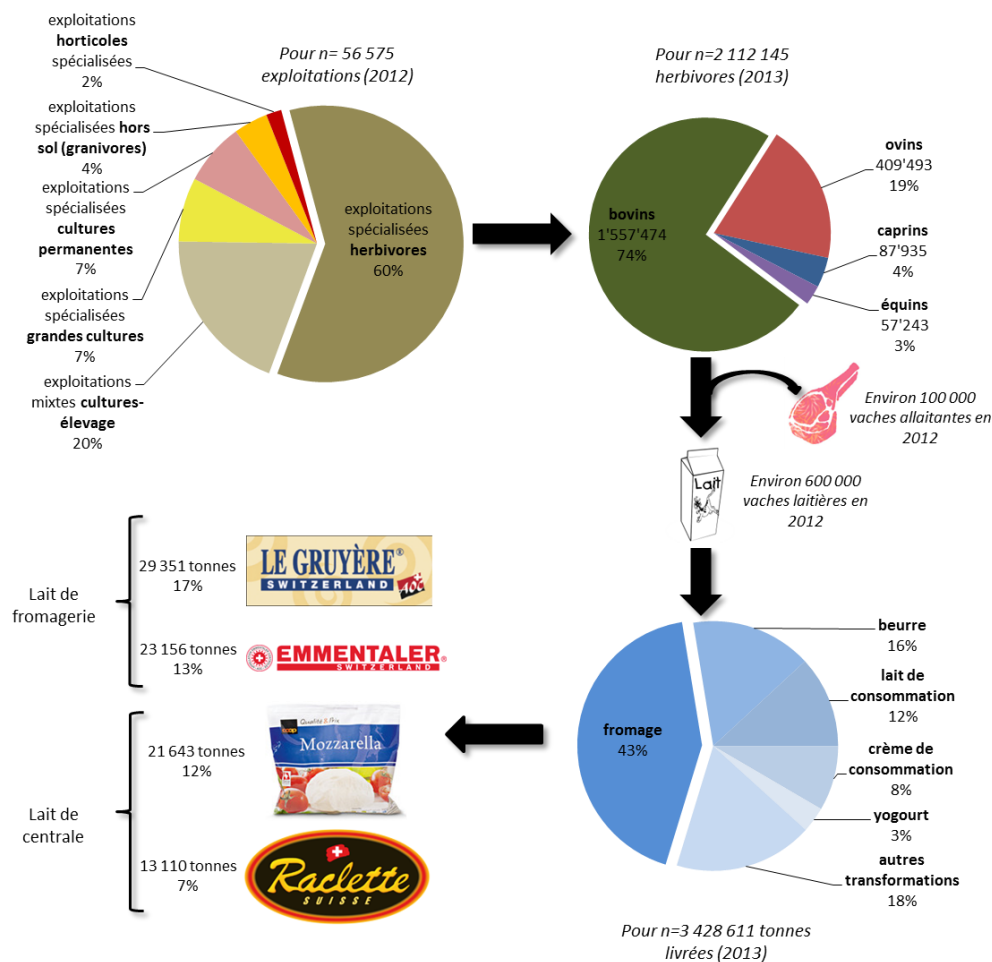 exploitations
horticoles
spécialisées
2%
exploitations
spécialisées hors
sol (granivores)
4%
exploitations
spécialisées
cultures
permanentes
7%
exploitations
spécialisées
grandes cultures
7%
exploitations
mixtes cultures-
élevage
20%
Pour n= 56 575
exploitations (2012)
exploitations
spécialisées
herbivores
60%
Pour n=2 112 145
herbivores (2013)
bovins
1'557'474
74%
ovins
409'493
19%
caprins
87'935
4%
équins
57'243
3%
Environ 100 000
vaches allaitantes en
2012
Lait
Environ 600 000
vaches laitières en
2012
beurre
16%
lait de
consommation
12%
crème de
consommation
8%
yogourt
3%
autres
transformations
18%
fromage
43%
Pour n=3 428 611 tonnes
livrées (2013)
Lait de
fromagerie
29 351 tonnes
17%
LE GRUYÈRE®
SWITZERLAND
AOC
23 156 tonnes
13%
EMMENTALER®
SWITZERLAND
Lait de
centrale
21 643 tonnes
12%
Qualité & Prix
Mozzarella
13 110 tonnes
7%
Raclette
SUISSE